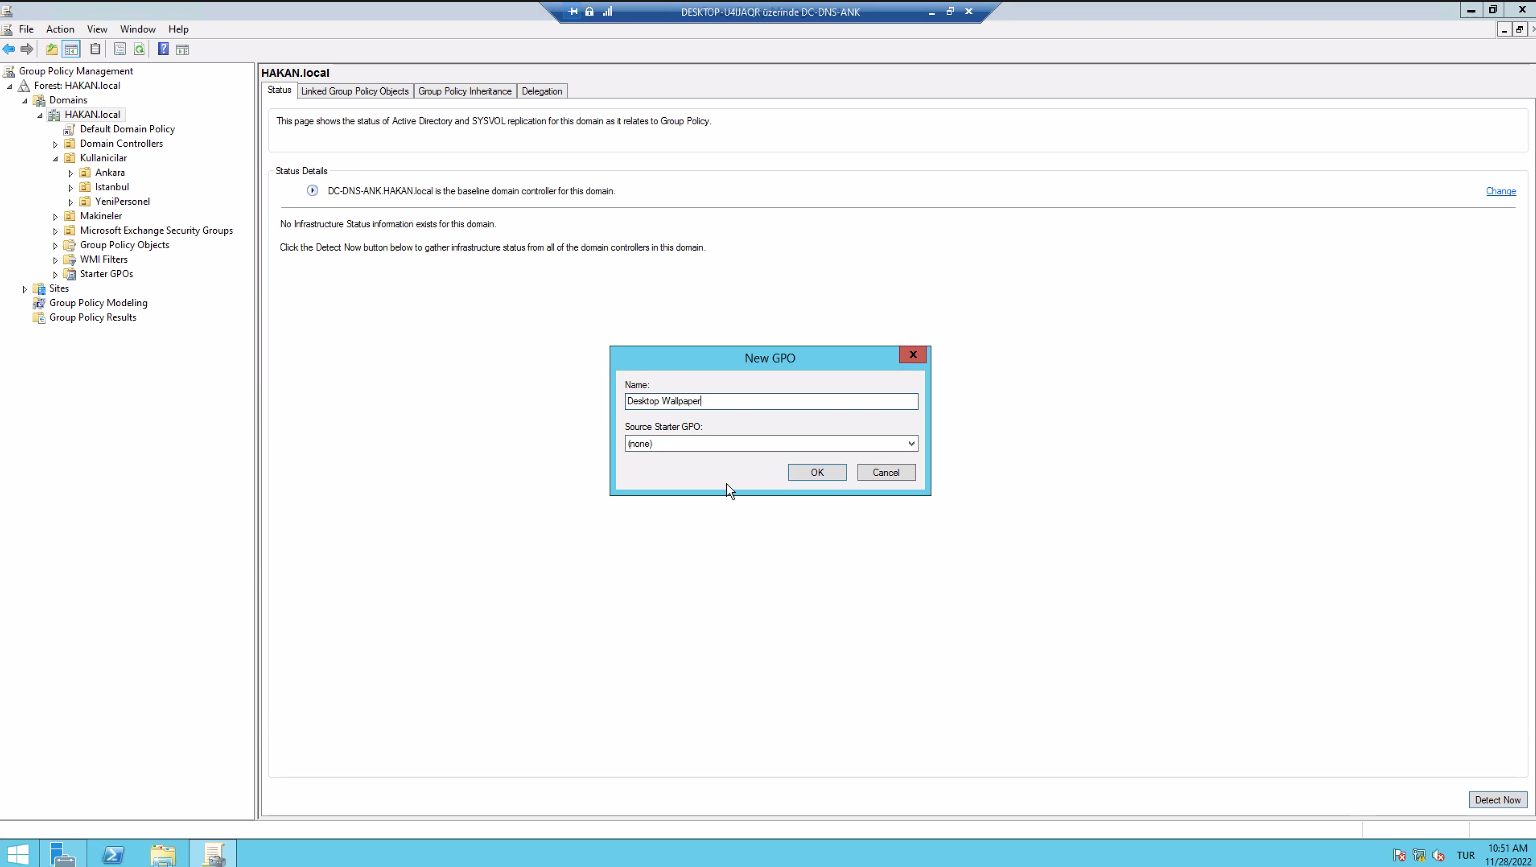 DESKTOP-U4IJAQR üzerinde DC-DNS-ANK
File Action View Window Help
Group Policy Management
Forest: HAKAN.local
Domains
HAKAN.local
Default Domain Policy
Domain Controllers
Kullanicilar
Ankara
Istanbul
YeniPersonel
Makineler
Microsoft Exchange Security Groups
Group Policy Objects
WMI Filters
Starter GPOs
Sites
Group Policy Modeling
Group Policy Results
HAKAN.local
Status Linked Group Policy Objects Group Policy Inheritance Delegation
This page shows the status of Active Directory and SYSVOL replication for this domain as it relates to Group Policy.
Status Details
DC-DNS-ANK.HAKAN.local is the baseline domain controller for this domain. Change
No Infrastructure Status information exists for this domain.
Click the Detect Now button below to gather infrastructure status from all of the domain controllers in this domain.
New GPO
Name:
Desktop Wallpaper
Source Starter GPO:
(none)
OK Cancel
Detect Now
TUR
10:51 AM
11/28/2022